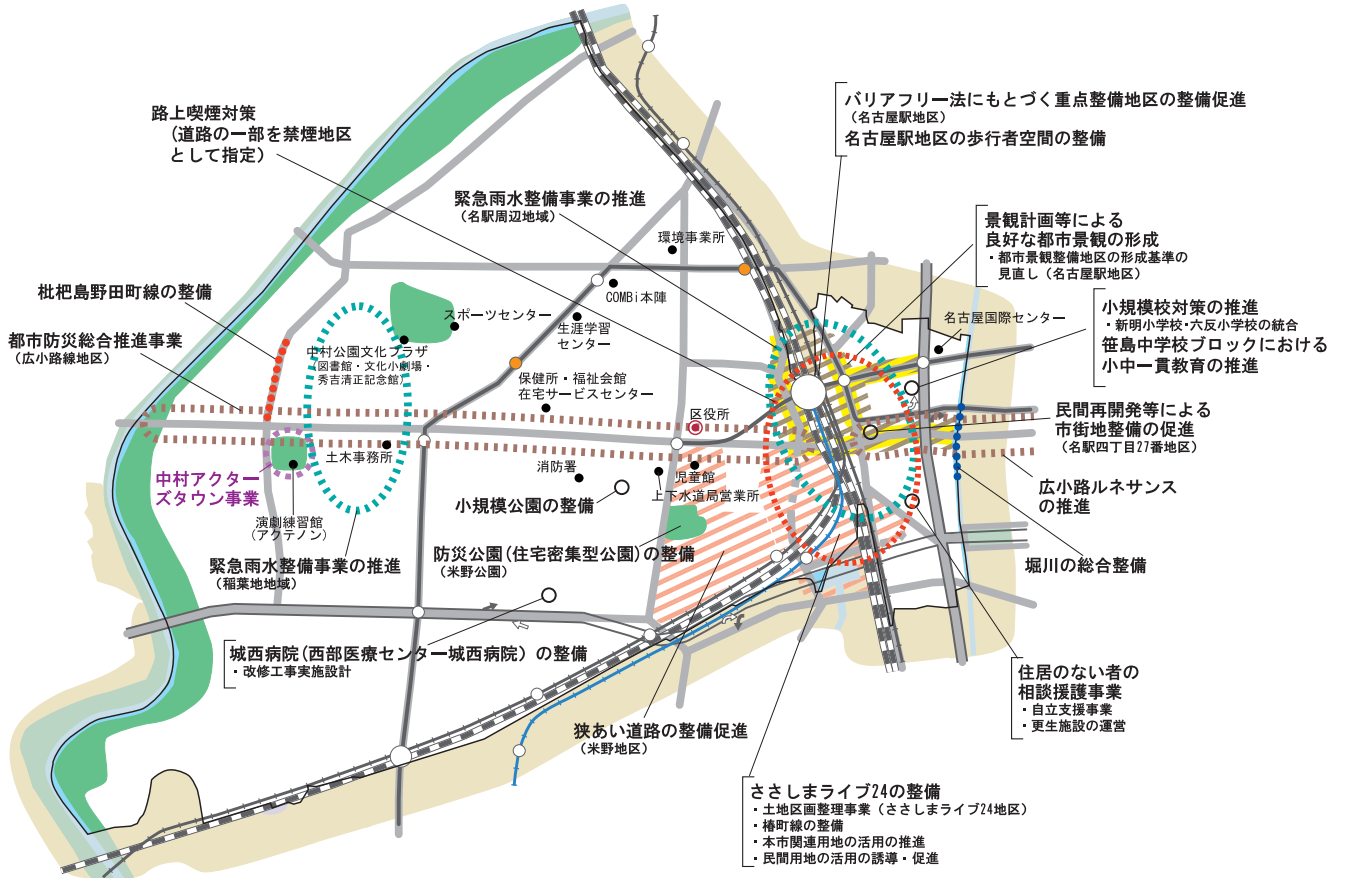 路上喫煙対策
(道路の一部を禁煙地区
として指定)
バリアフリー法にもとづく重点整備地区の整備促進
(名古屋駅地区)
名古屋駅地区の歩行者空間の整備
緊急雨水整備事業の推進
(名駅周辺地域)
環境事業所
景観計画等による
良好な都市景観の形成
・都市景観整備地区の形成基準の
見直し(名古屋駅地区)
枇杷島野田町線の整備
COMBi本陣
スポーツセンター
生涯学習
センター
名古屋国際センター
小規模校対策の推進
・新明小学校・六反小学校の統合
笹島中学校ブロックにおける
小中一貫教育の推進
都市防災総合推進事業
(広小路線地区)
中村公園文化プラザ
(図書館・文化小劇場・
秀吉清正記念館)
保健所・福祉会館
在宅サービスセンター
区役所
民間再開発等による
市街地整備の促進
(名駅四丁目27番地区)
土木事務所
中村アクター
ズタウン事業
消防署
児童館
上下水道局営業所
小規模公園の整備
広小路ルネサンス
の推進
演劇練習館
(アクテノン)
緊急雨水整備事業の推進
(稲葉地地域)
防災公園(住宅密集型公園)の整備
(米野公園)
堀川の総合整備
城西病院(西部医療センター城西病院)の整備
・改修工事実施設計
住居のない者の
相談援護事業
・自立支援事業
・更生施設の運営
狭あい道路の整備促進
(米野地区)
ささしまライブ24の整備
・土地区画整理事業(ささしまライブ24地区)
・椿町線の整備
・本市関連用地の活用の推進
・民間用地の活用の誘導・促進